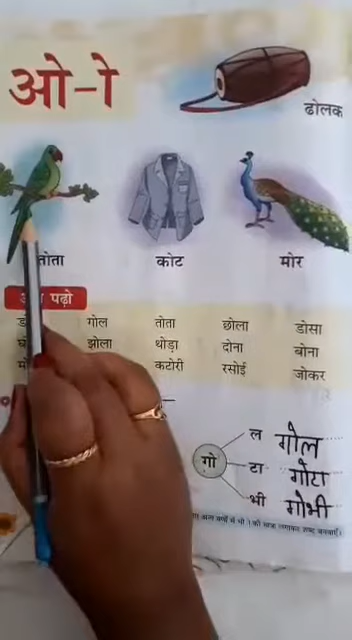 ओ-ो
ढोलक
तोता कोट मोर
पढ़ो
गोल तोता छोला डोसा
झोला थोड़ा दोना बोना
कटोरी रसोई जोकर
गो
ल गोल
टा गोटा
भी गोभी